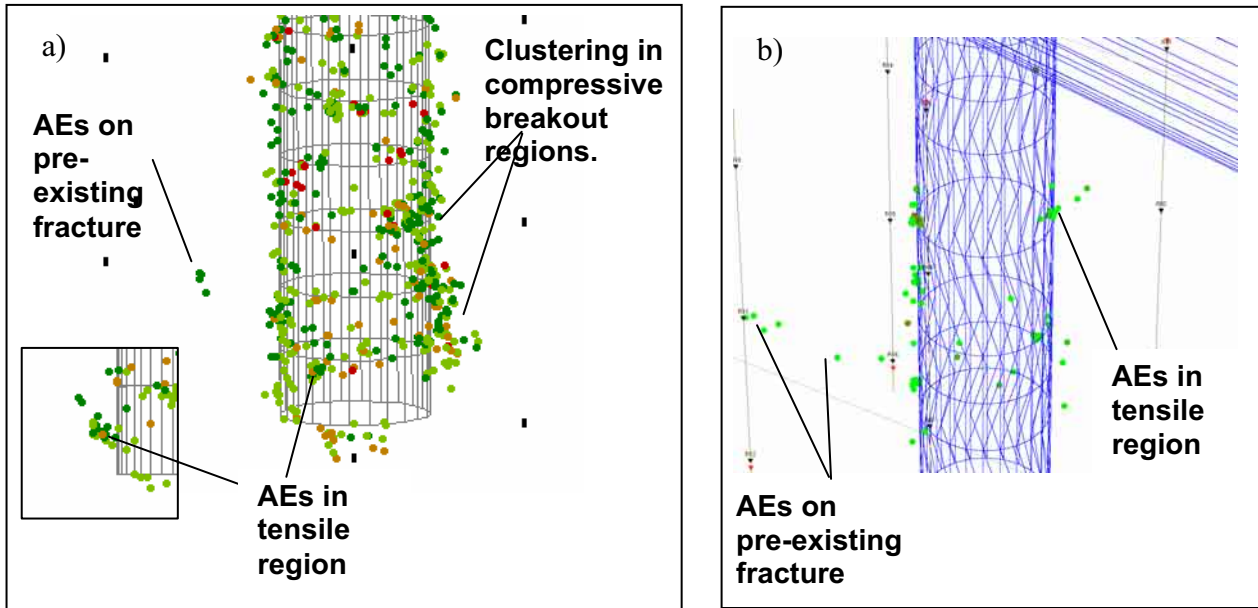 a)
AEs on
pre-
existing
fracture
Clustering in
compressive
breakout
regions.
AEs in
tensile
region
b)
AEs in
tensile
region
AEs on
pre-existing
fracture